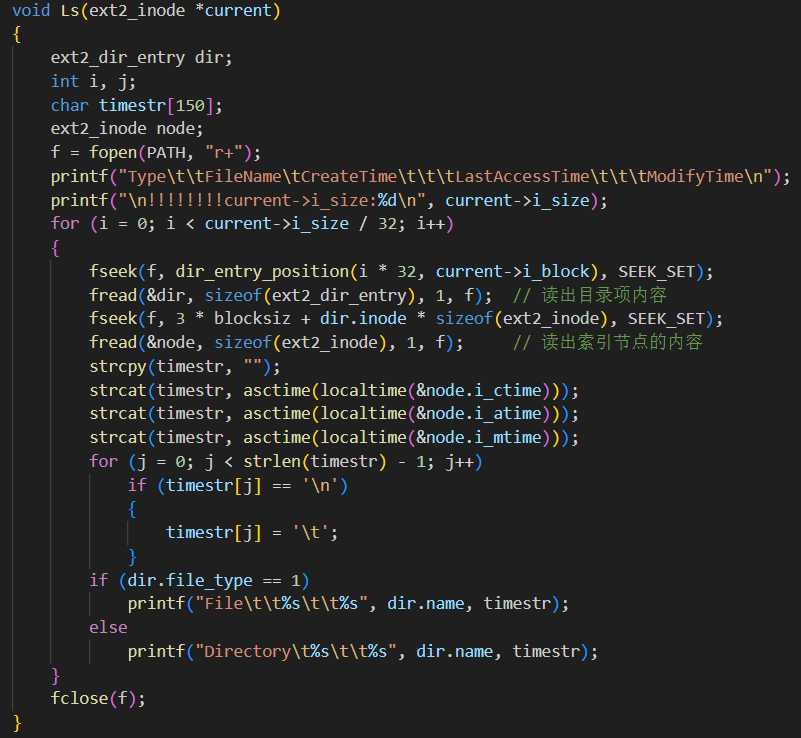 void Ls(ext2_inode *current)
{
    ext2_dir_entry dir;
    int i, j;
    char timestr[150];
    ext2_inode node;
    f = fopen(PATH, "r+");
    printf("Type\t\tFileName\tCreateTime\t\t\tLastAccessTime\t\t\tModifyTime\n");
    printf("\n!!!!!!!!current->i_size:%d\n", current->i_size);
    for (i = 0; i < current->i_size / 32; i++)
    {
        fseek(f, dir_entry_position(i * 32, current->i_block), SEEK_SET);
        fread(&dir, sizeof(ext2_dir_entry), 1, f);  // 读出目录项内容
        fseek(f, 3 * blocksiz + dir.inode * sizeof(ext2_inode), SEEK_SET);
        fread(&node, sizeof(ext2_inode), 1, f);     // 读出索引节点的内容
        strcpy(timestr, "");
        strcat(timestr, asctime(localtime(&node.i_ctime)));
        strcat(timestr, asctime(localtime(&node.i_atime)));
        strcat(timestr, asctime(localtime(&node.i_mtime)));
        for (j = 0; j < strlen(timestr) - 1; j++)
            if (timestr[j] == '\n')
            {
                timestr[j] = '\t';
            }
        if (dir.file_type == 1)
            printf("File\t\t%s\t\t%s", dir.name, timestr);
        else
            printf("Directory\t%s\t\t%s", dir.name, timestr);
    }
    fclose(f);
}